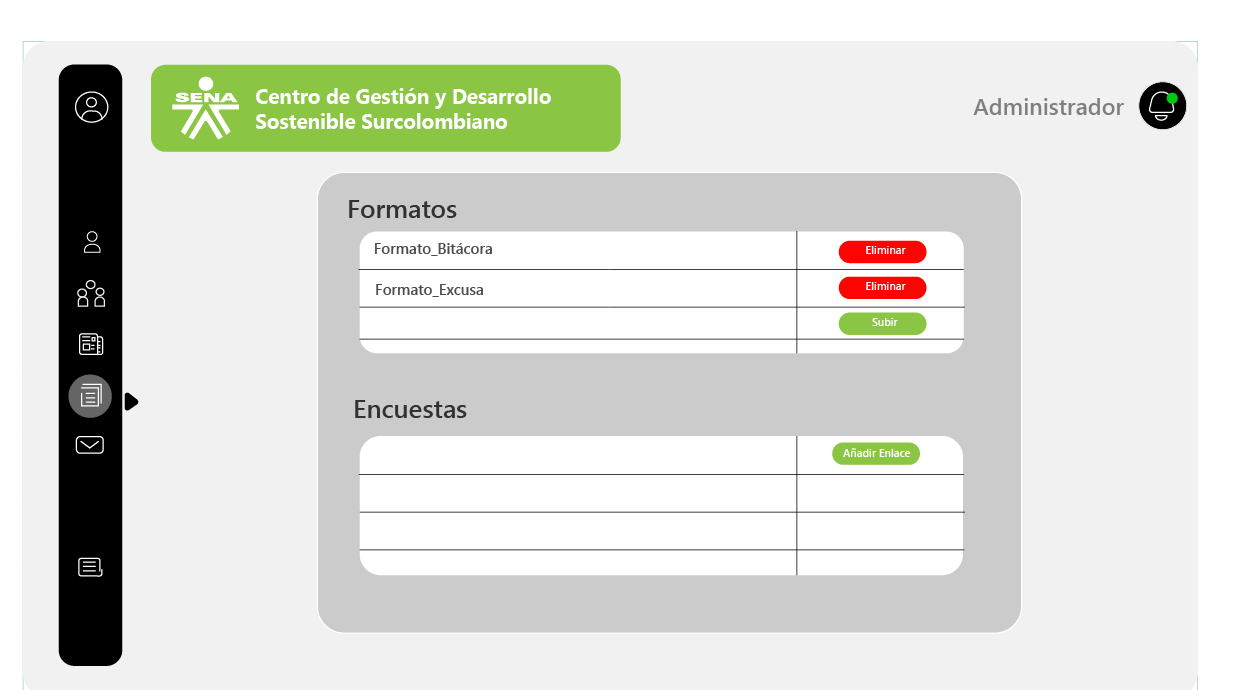 SENA
Centro de Gestión y Desarrollo
Sostenible Surcolombiano
Administrador
Formatos
Formato_Bitácora
Eliminar
Formato_Excusa
Eliminar
Subir
Encuestas
Añadir Enlace